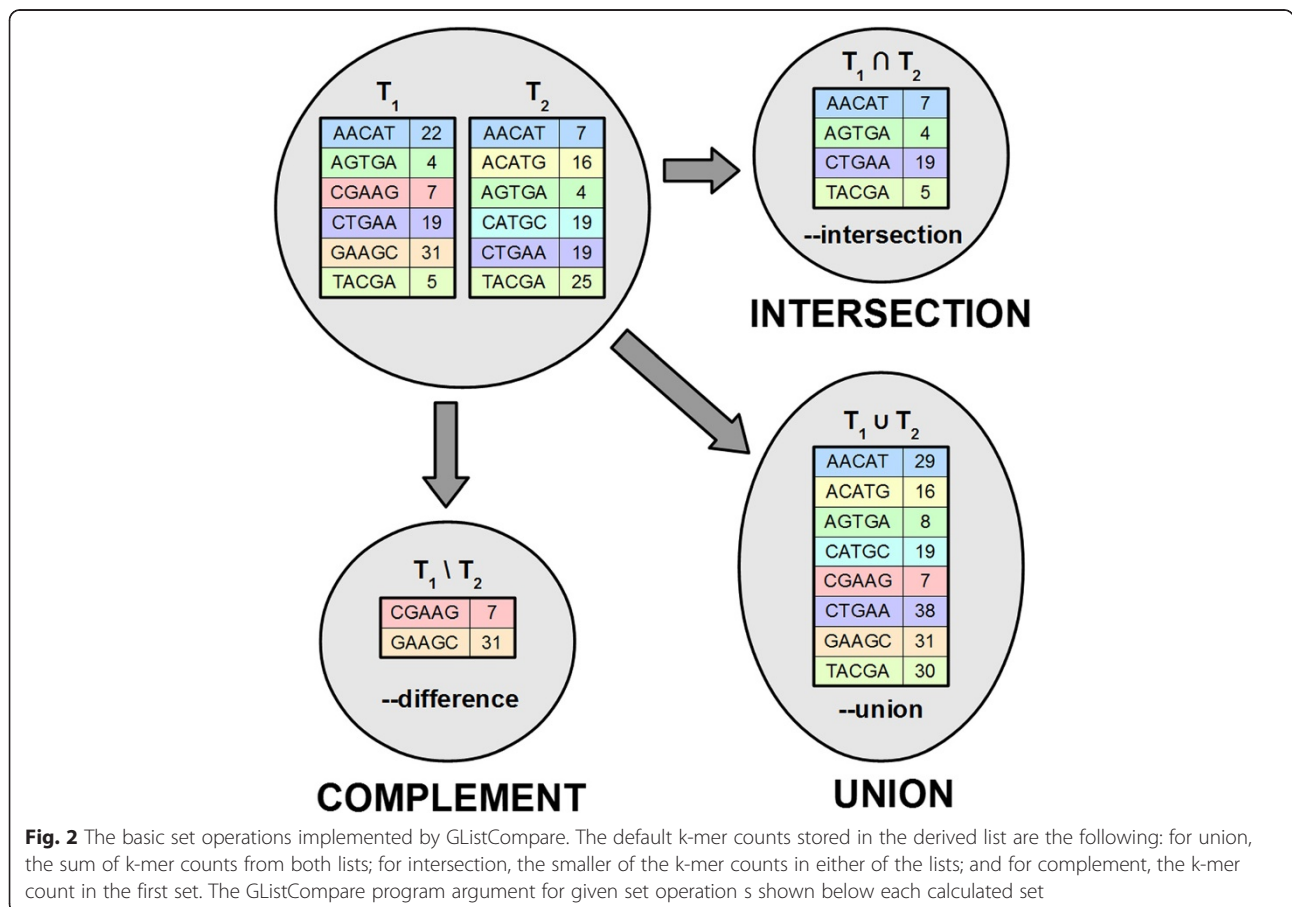 T1 T2
AACAT 22 AACAT 7
AGTGA 4 ACATG 16
CGAAG 7 AGTGA 4
CTGAA 19 CATGC 19
GAAGC 31 CTGAA 19
TACGA 5 TACGA 25
T1 ∩ T2
AACAT 7
AGTGA 4
CTGAA 19
TACGA 5
--intersection
INTERSECTION
T1 \ T2
CGAAG 7
GAAGC 31
--difference
COMPLEMENT
T1 ∪ T2
AACAT 29
ACATG 16
AGTGA 8
CATGC 19
CGAAG 7
CTGAA 38
GAAGC 31
TACGA 30
--union
UNION
Fig. 2 The basic set operations implemented by GListCompare. The default k-mer counts stored in the derived list are the following: for union,
the sum of k-mer counts from both lists; for intersection, the smaller of the k-mer counts in either of the lists; and for complement, the k-mer
count in the first set. The GListCompare program argument for given set operation s shown below each calculated set